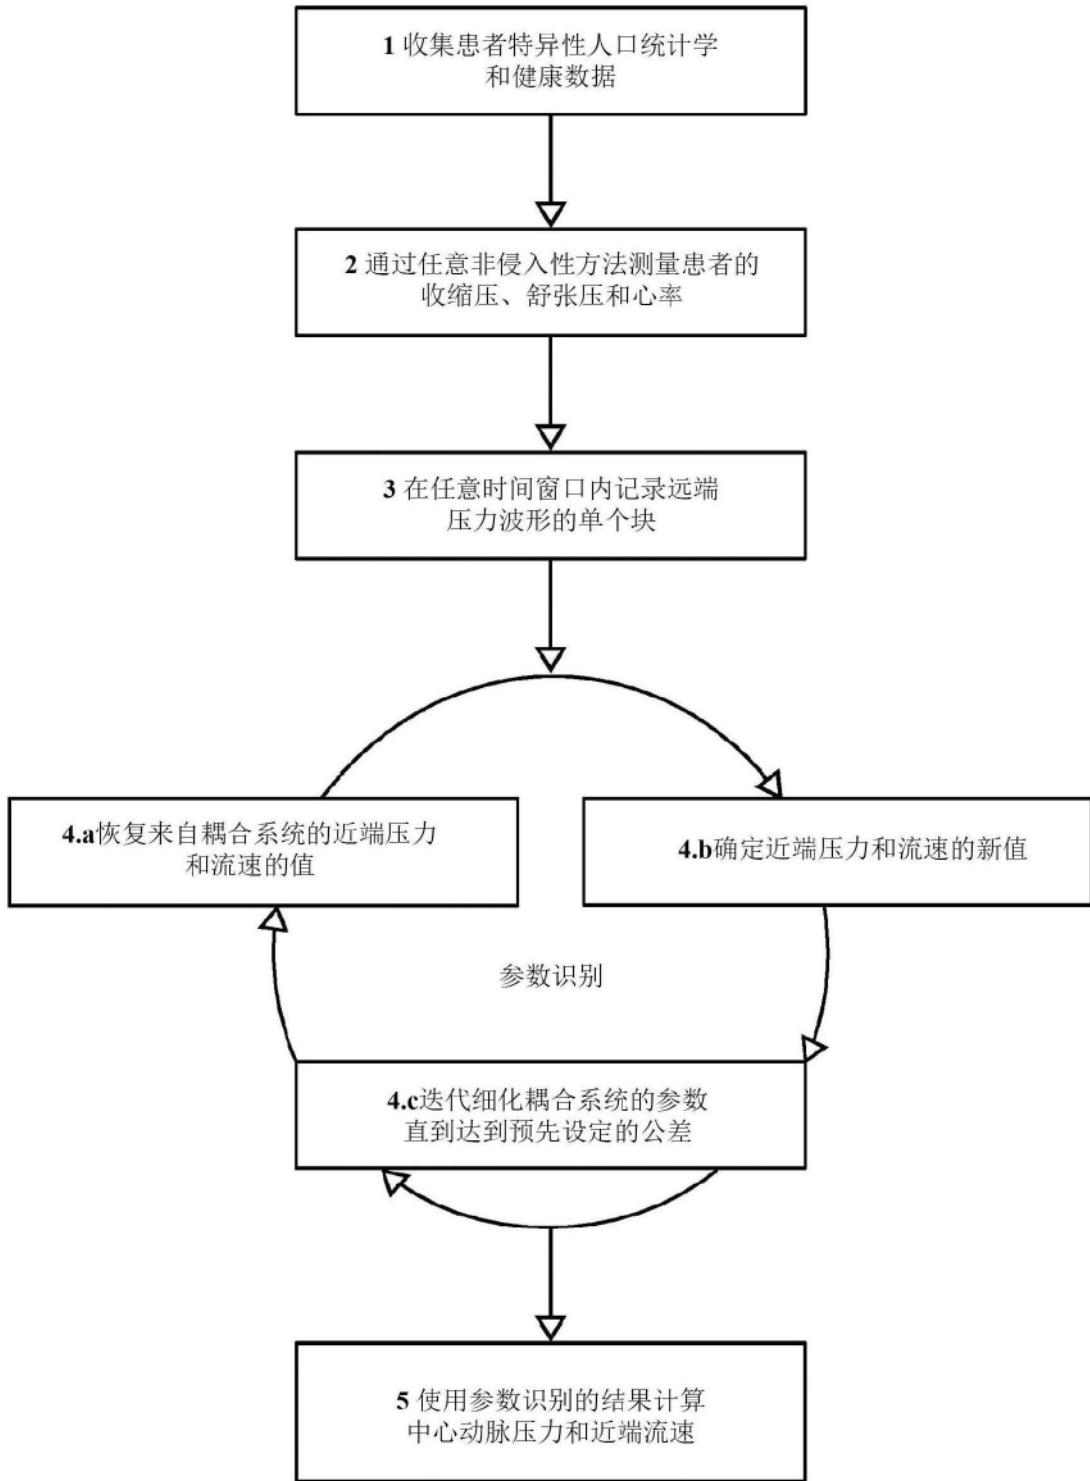 1 收集患者特异性人口统计学
和健康数据
2 通过任意非侵入性方法测量患者的
收缩压、舒张压和心率
3 在任意时间窗口内记录远端
压力波形的单个块
4.a恢复来自耦合系统的近端压力
和流速的值
4.b确定近端压力和流速的新值
参数识别
4.c迭代细化耦合系统的参数
直到达到预先设定的公差
5 使用参数识别的结果计算
中心动脉压力和近端流速